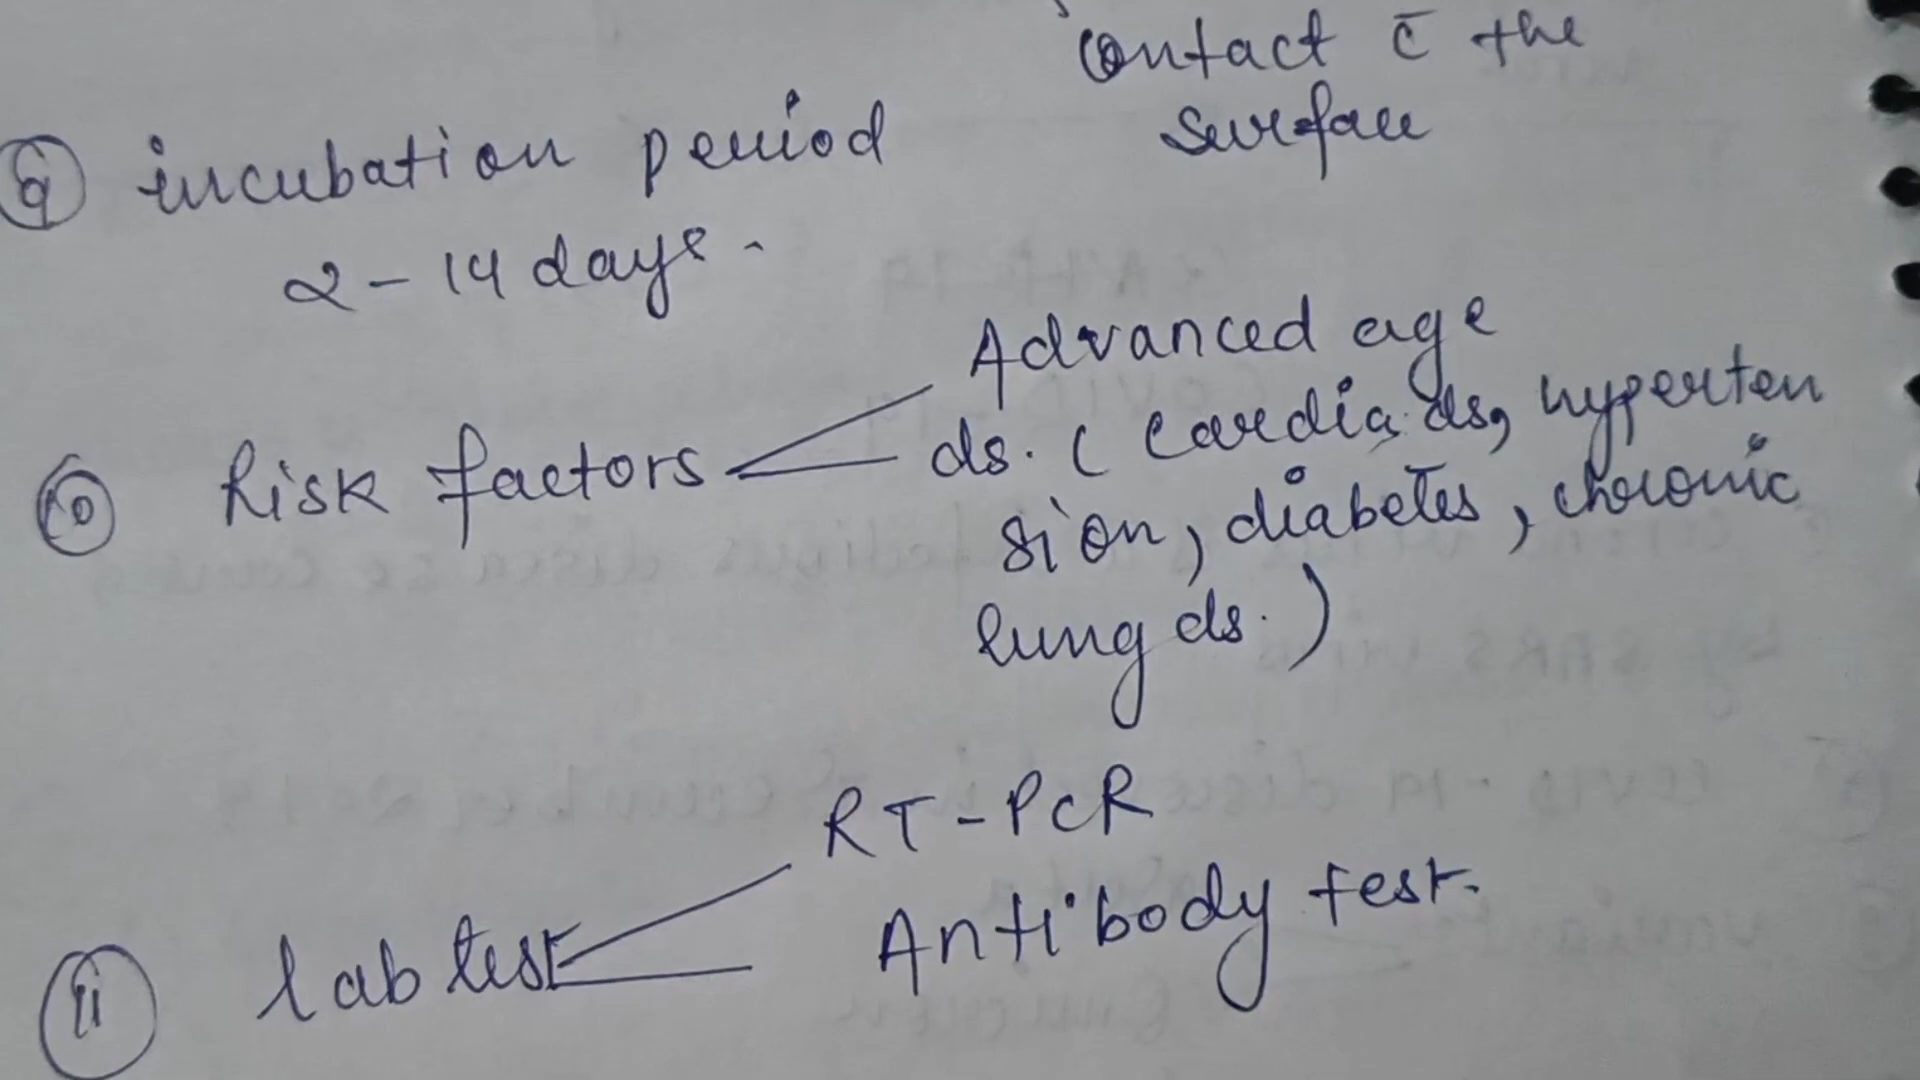 contact c̄ the
surface
⑨ incubation period
2-14 days.
Advanced age
⑩ Risk factors ds. (Cardiac ds, hyperten
sion, diabetes, chronic
lung ds.)
RT-PCR
⑪ lab test Antibody test.